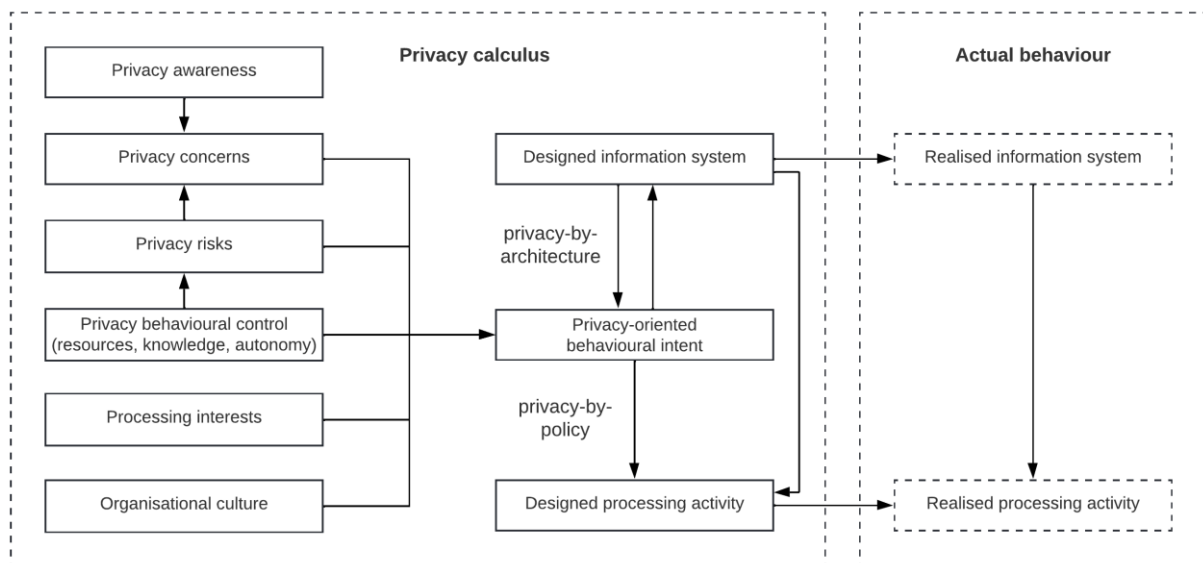 Privacy calculus
Privacy awareness
Privacy concerns
Privacy risks
Privacy behavioural control
(resources, knowledge, autonomy)
Processing interests
Organisational culture
Designed information system
privacy-by-
architecture
Privacy-oriented
behavioural intent
privacy-by-
policy
Designed processing activity
Actual behaviour
Realised information system
Realised processing activity